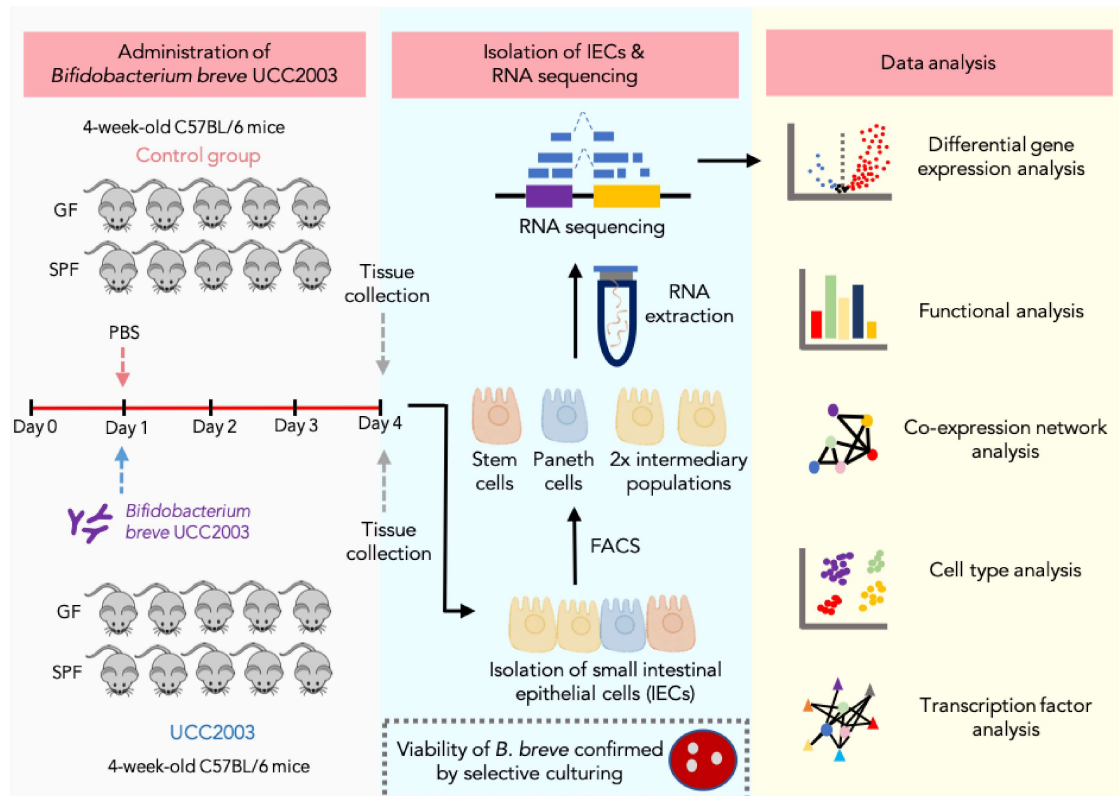 Administration of
Bifidobacterium breve UCC2003
4-week-old C57BL/6 mice
Control group
GF
SPF
PBS
Tissue
collection
Day 0
Day 1
Day 2
Day 3
Day 4
Bifidobacterium
breve UCC2003
Tissue
collection
GF
SPF
UCC2003
4-week-old C57BL/6 mice
Isolation of IECs &
RNA sequencing
RNA sequencing
RNA
extraction
Stem
cells
Paneth
cells
2x intermediary
populations
FACS
Isolation of small intestinal
epithelial cells (IECs)
Viability of B. breve confirmed
by selective culturing
Data analysis
Differential gene
expression analysis
Functional analysis
Co-expression network
analysis
Cell type analysis
Transcription factor
analysis